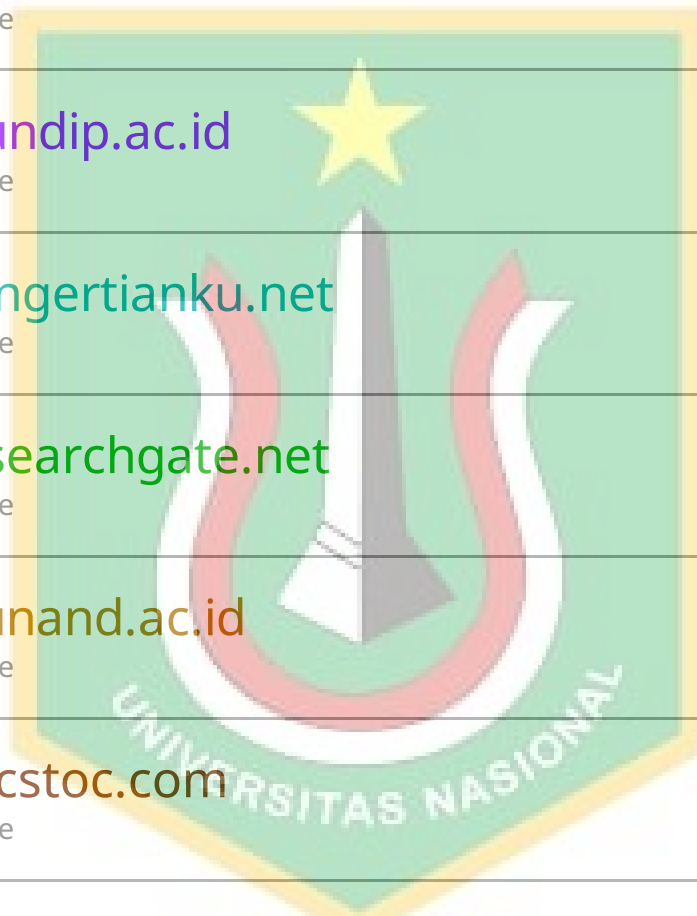 e
undip.ac.id
e
ngertianku.net
e
searchgate.net
e
unand.ac.id
e
cstoc.com
e
UNIVERSITAS NASIONAL